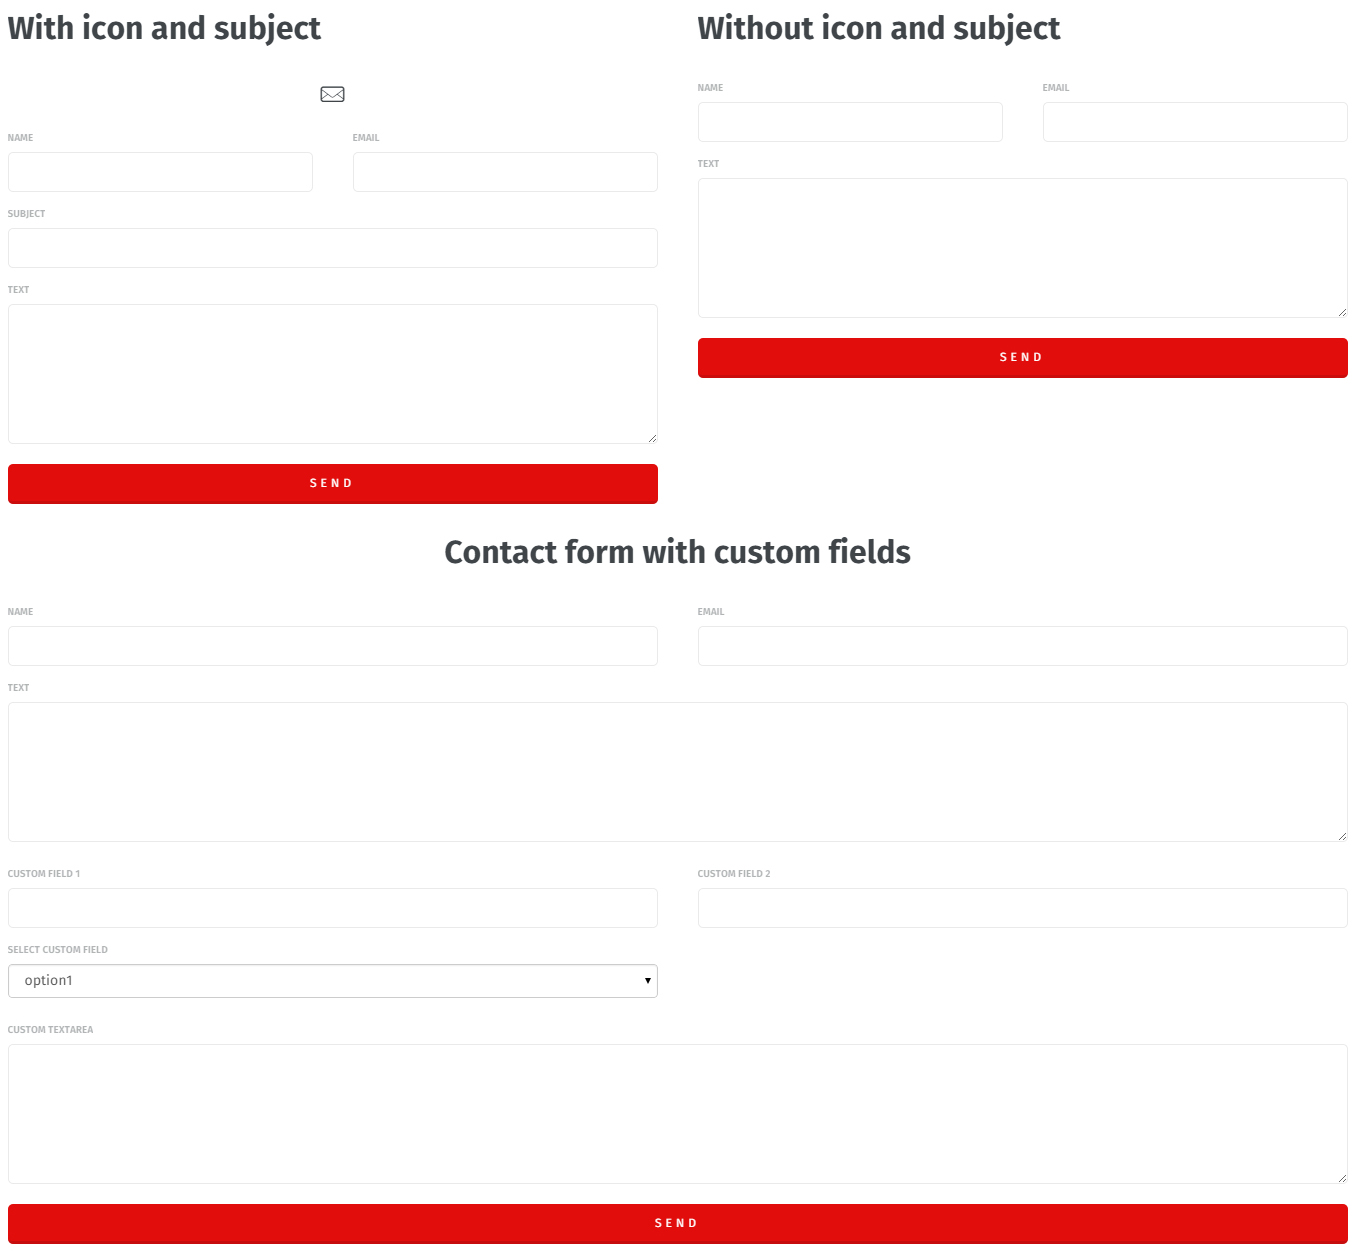 With icon and subject
NAME
EMAIL
SUBJECT
TEXT
SEND
Without icon and subject
NAME
EMAIL
TEXT
SEND
Contact form with custom fields
NAME
EMAIL
TEXT
CUSTOM FIELD 1
CUSTOM FIELD 2
SELECT CUSTOM FIELD
option1
CUSTOM TEXTAREA
SEND